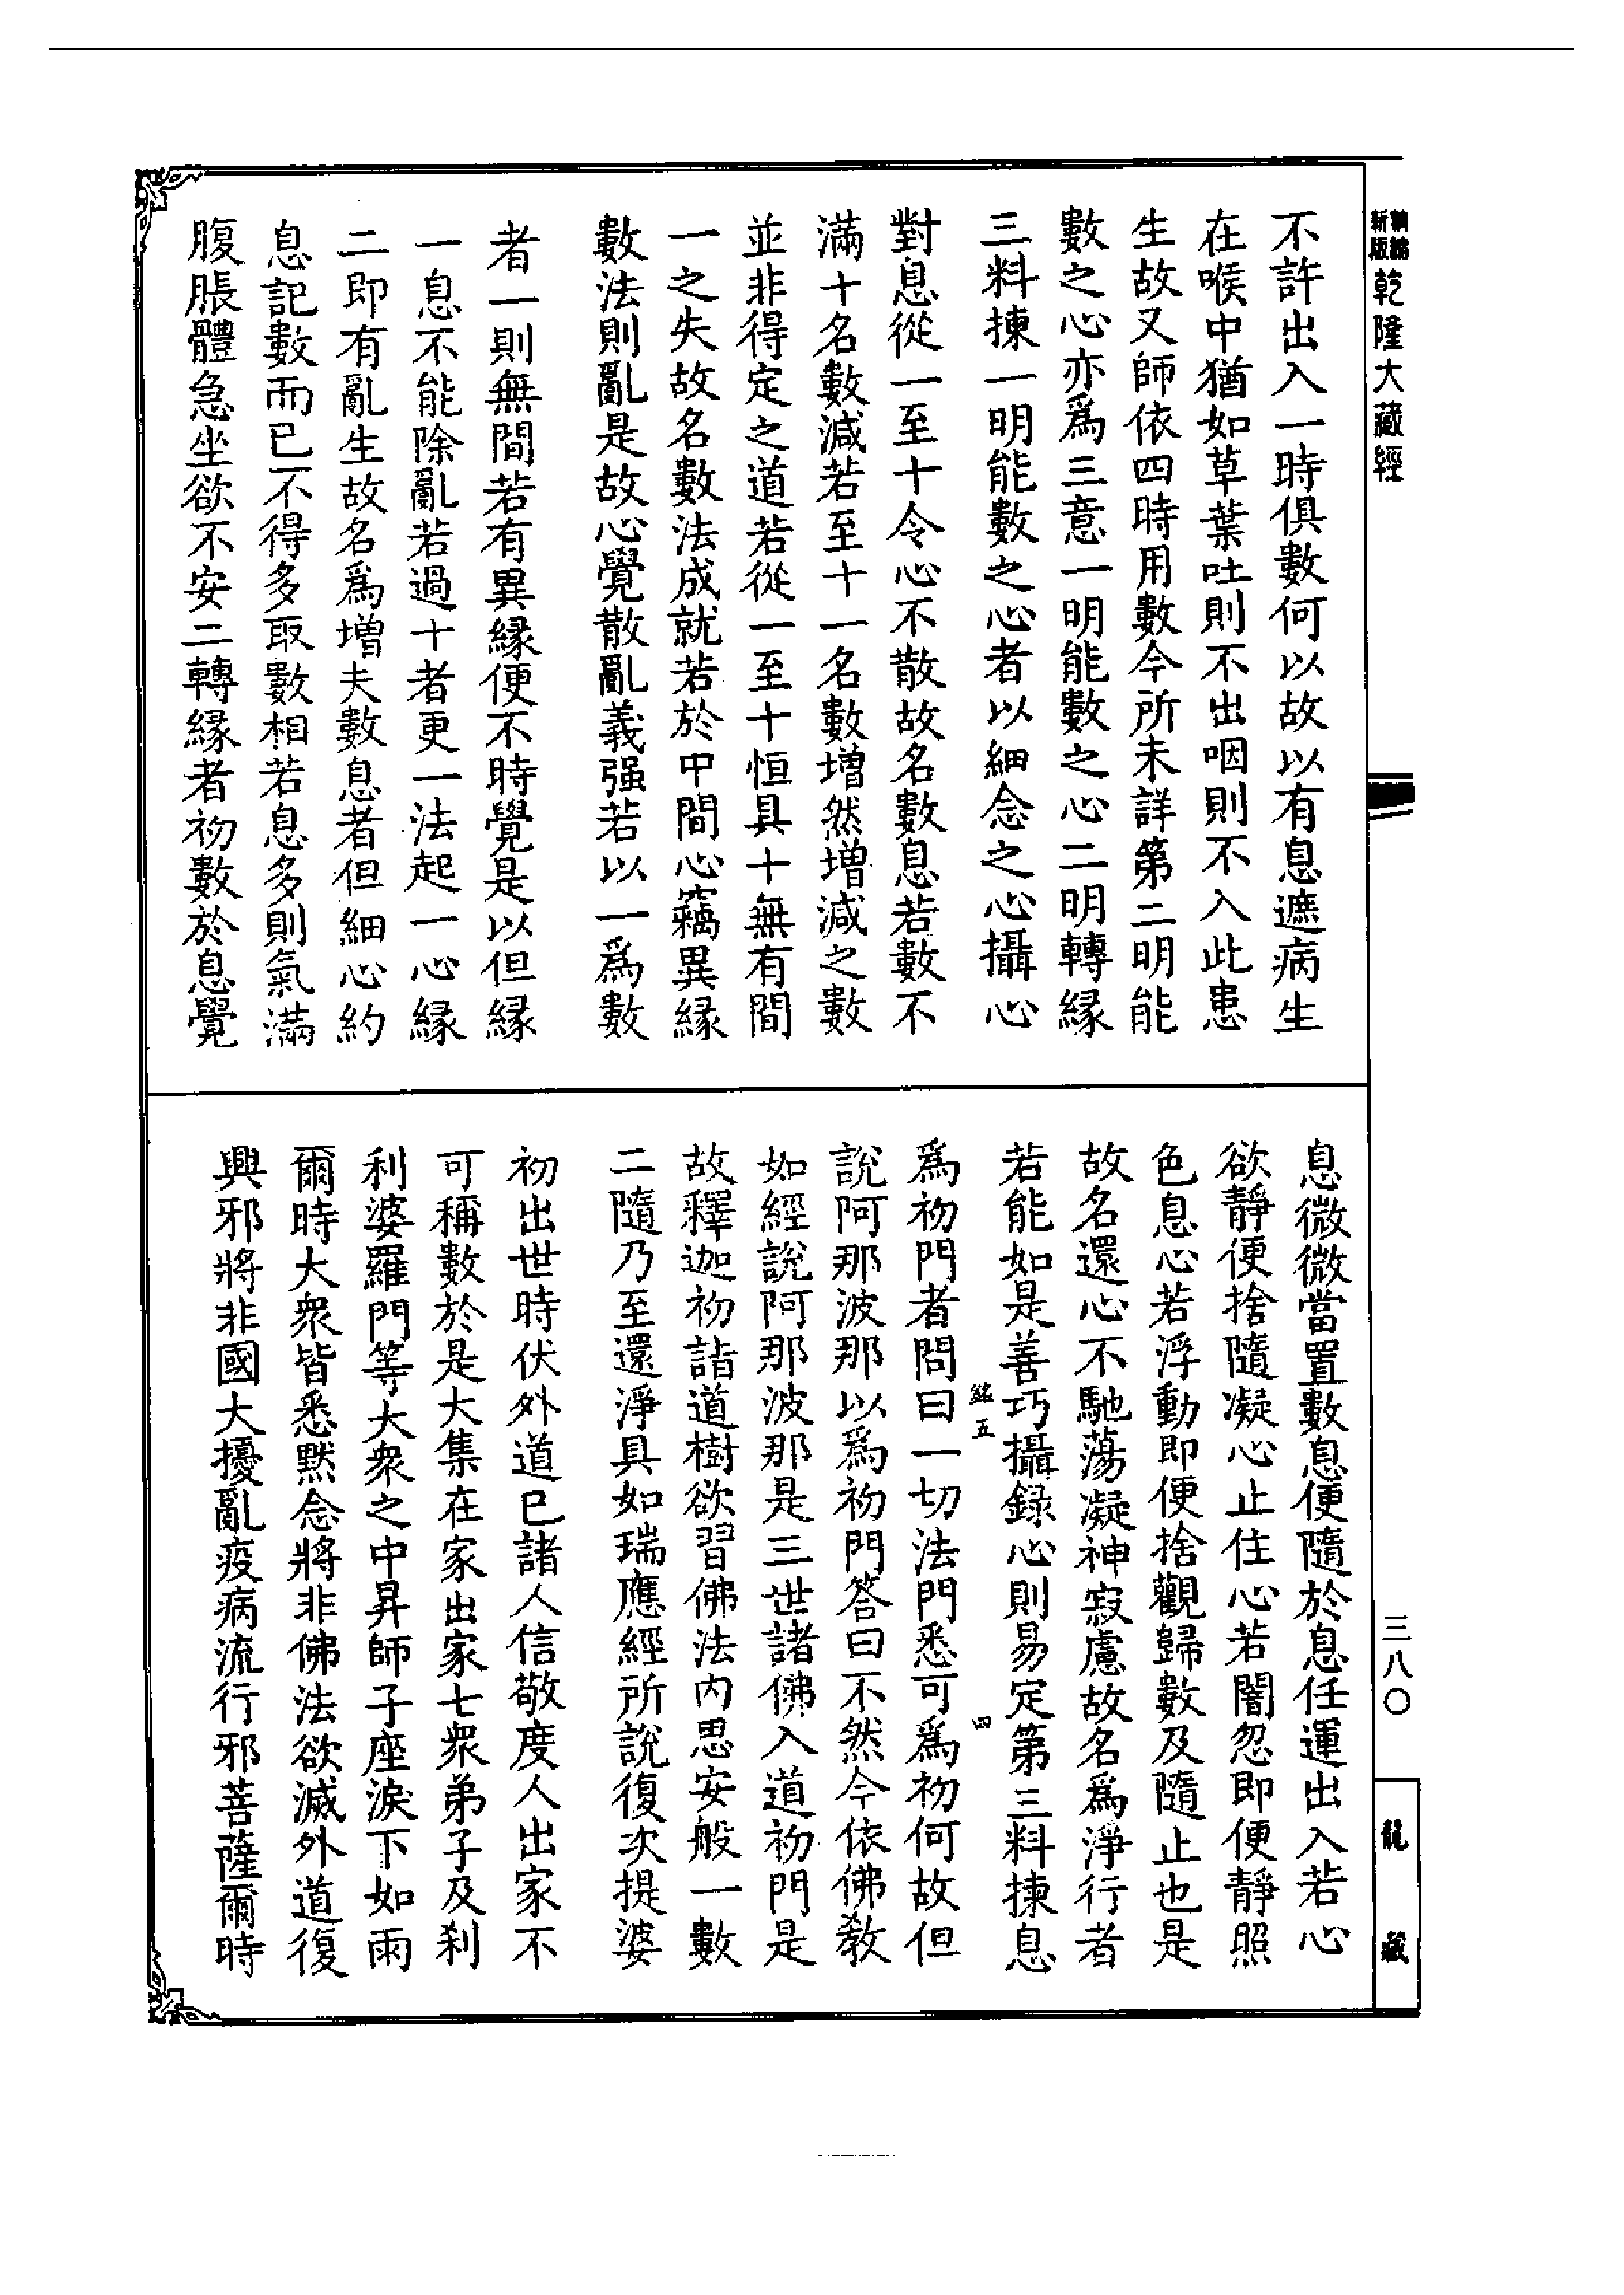 精縮新版乾隆大藏經
不許出入一時俱數何以故以有息遮病生
在喉中猶如草葉吐則不出咽則不入此患
生故又師依四時用數今所未詳第二明能
數之心亦爲三意一明能數之心二明轉緣
三料揀一明能數之心者以細念之心攝心
對息從一至十令心不散故名數息若數不
滿十名數減若至十一名數增然增減之數
並非得定之道若從一至十恒具十無有間
一之失故名數法成就若於中間心竊異緣
數法則亂是故心覺散亂義强若以一爲數
者一則無間若有異緣便不時覺是以但緣
一息不能除亂若過十者更一法起一心緣
二即有亂生故名爲增夫數息者但細心約
息記數而已不得多取數相若息多則氣滿
腹脹體急坐欲不安二轉緣者初數於息覺
息微微當置數息便隨於息任運出入若心
欲靜便捨隨凝心止住心若闇忽即便靜照
色息心若浮動即便捨觀歸數及隨止也是
故名還心不馳蕩凝神寂慮故名爲淨行者
若能如是善巧攝録心則易定第三料揀息
銘五
四
爲初門者問曰一切法門悉可爲初何故但
說阿那波那以爲初門答曰不然今依佛教
如經說阿那波那是三世諸佛入道初門是
故釋迦初詣道樹欲習佛法內思安般一數
二隨乃至還淨具如瑞應經所說復次提婆
初出世時伏外道已諸人信敬度人出家不
可稱數於是大集在家出家七衆弟子及刹
利婆羅門等大衆之中昇師子座淚下如雨
爾時大衆皆悉默念將非佛法欲滅外道復
興邪將非國大擾亂疫病流行邪菩薩爾時
三八〇
龍藏